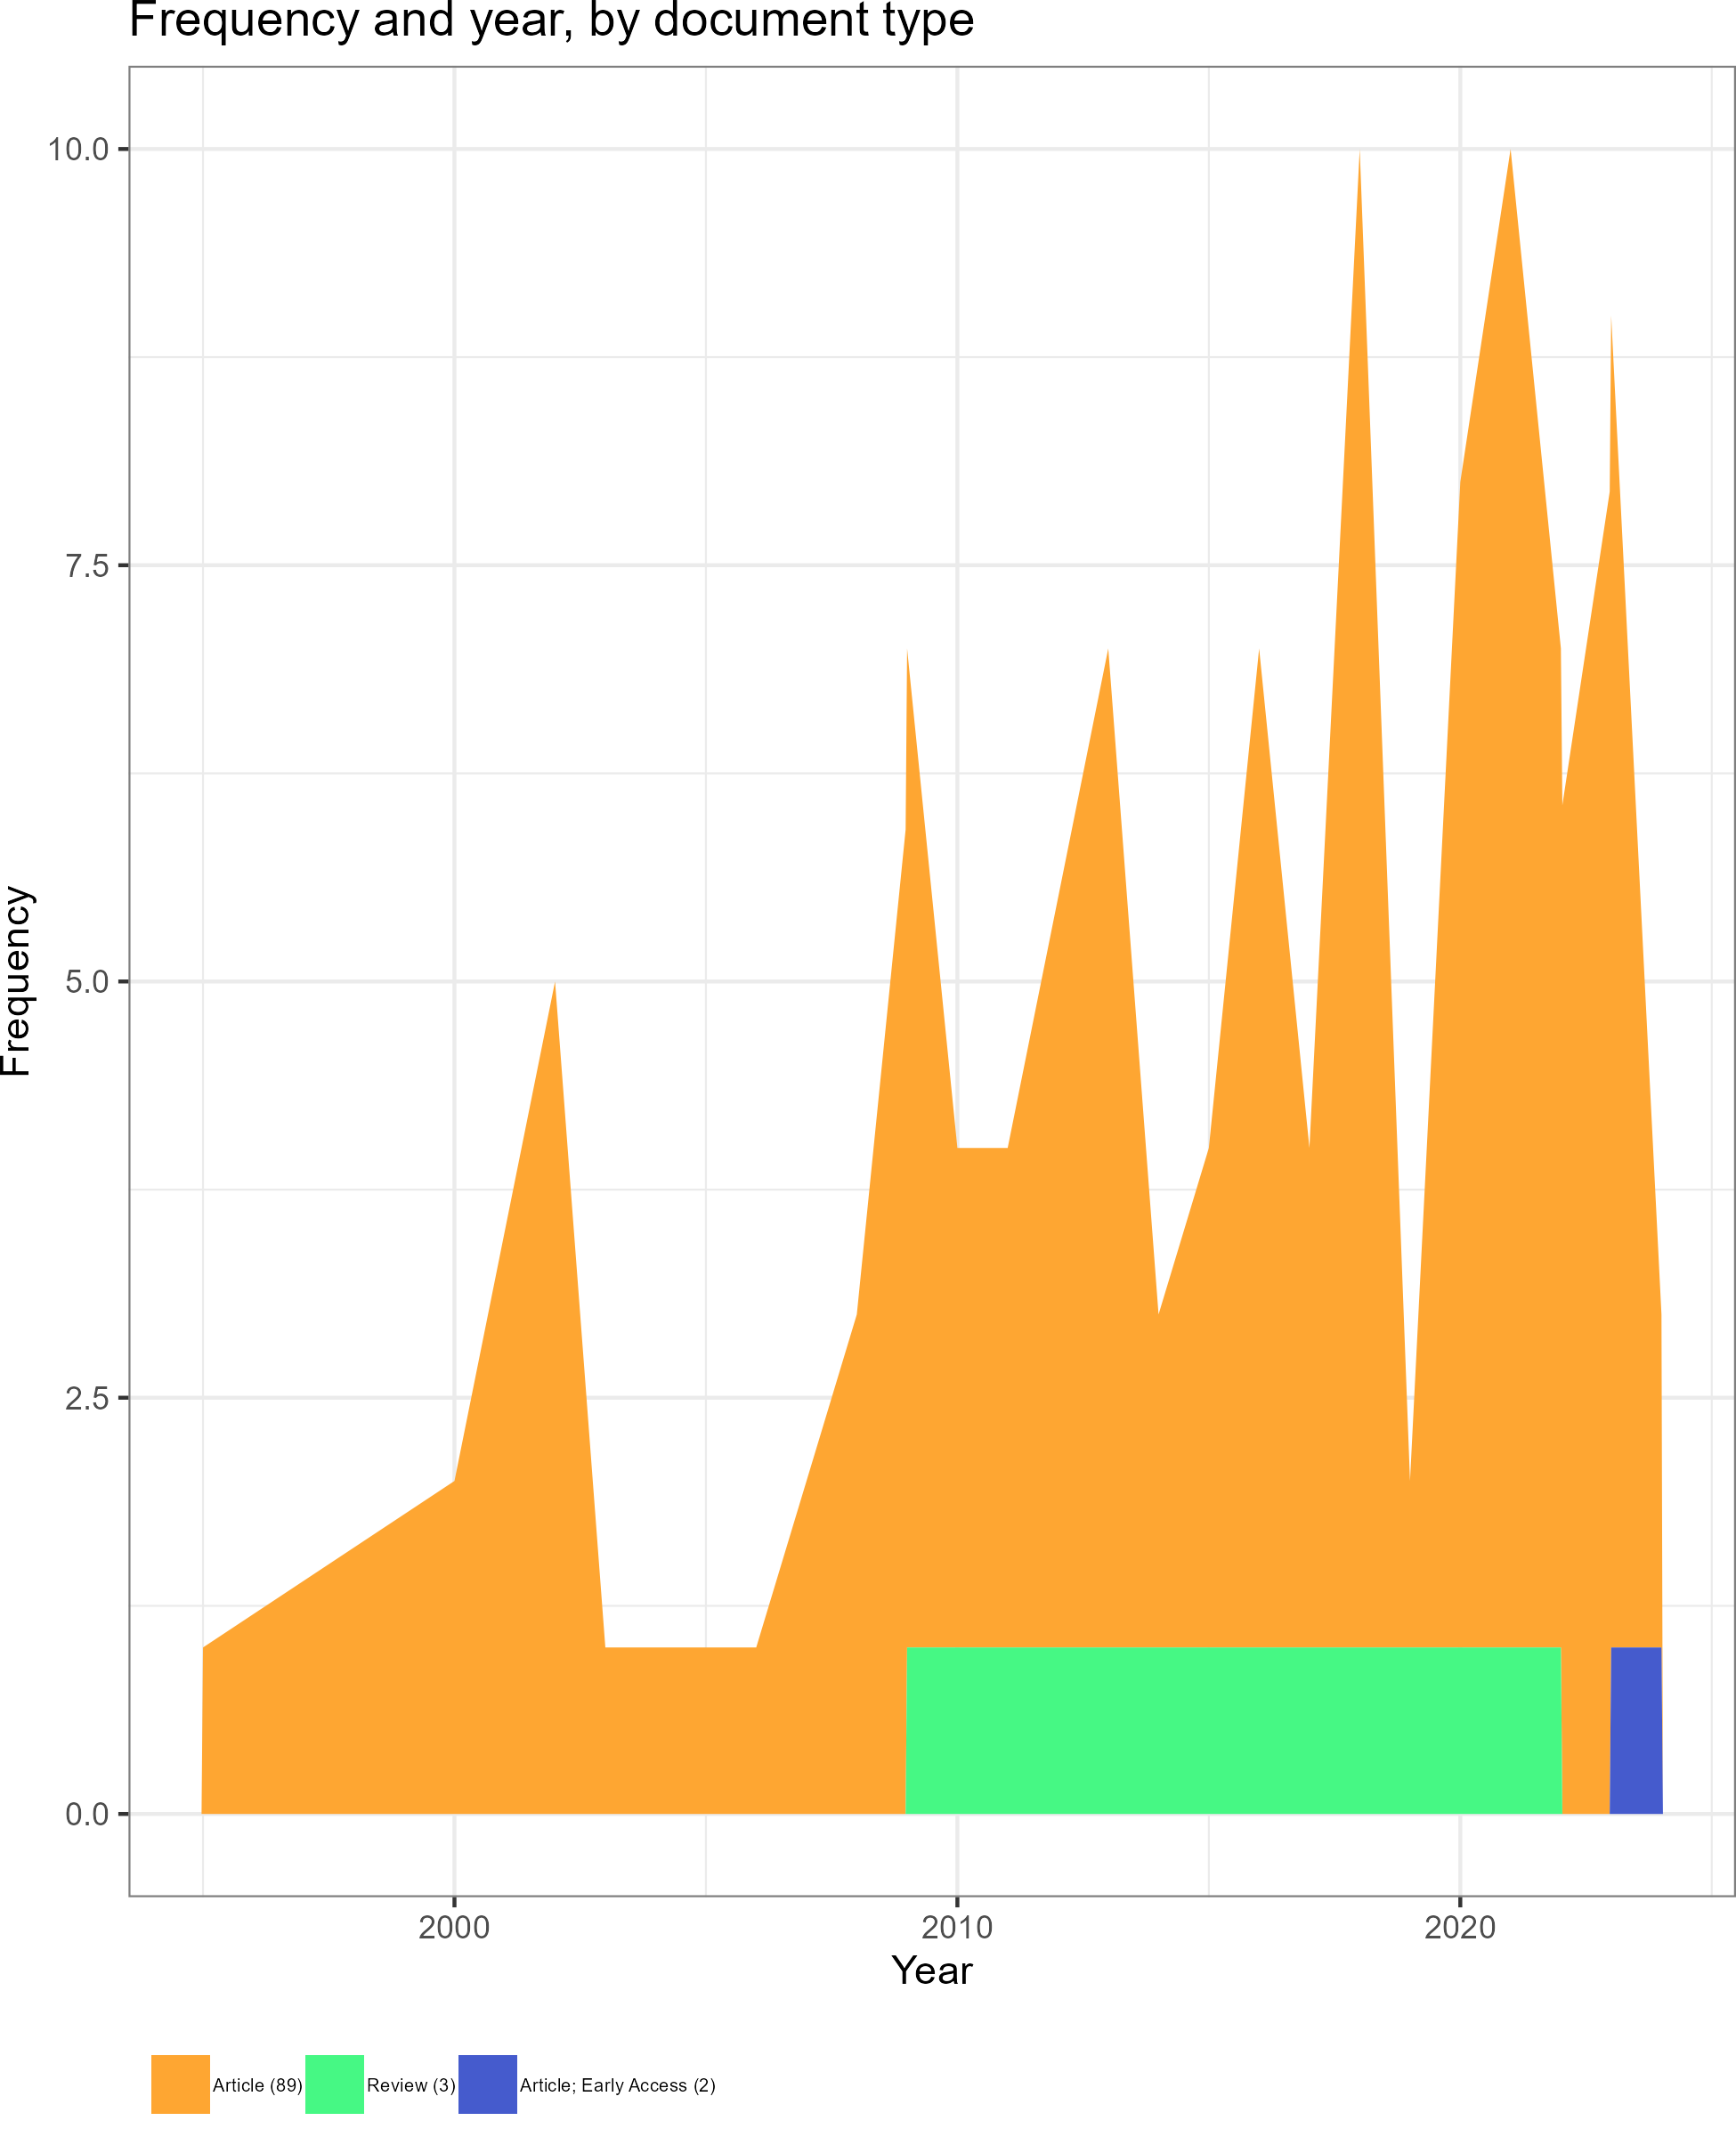 Frequency and year, by document type
10.0
7.5
5.0
2.5
0.0
Frequency
2000 2010 2020
Year
Article (89) Review (3) Article; Early Access (2)